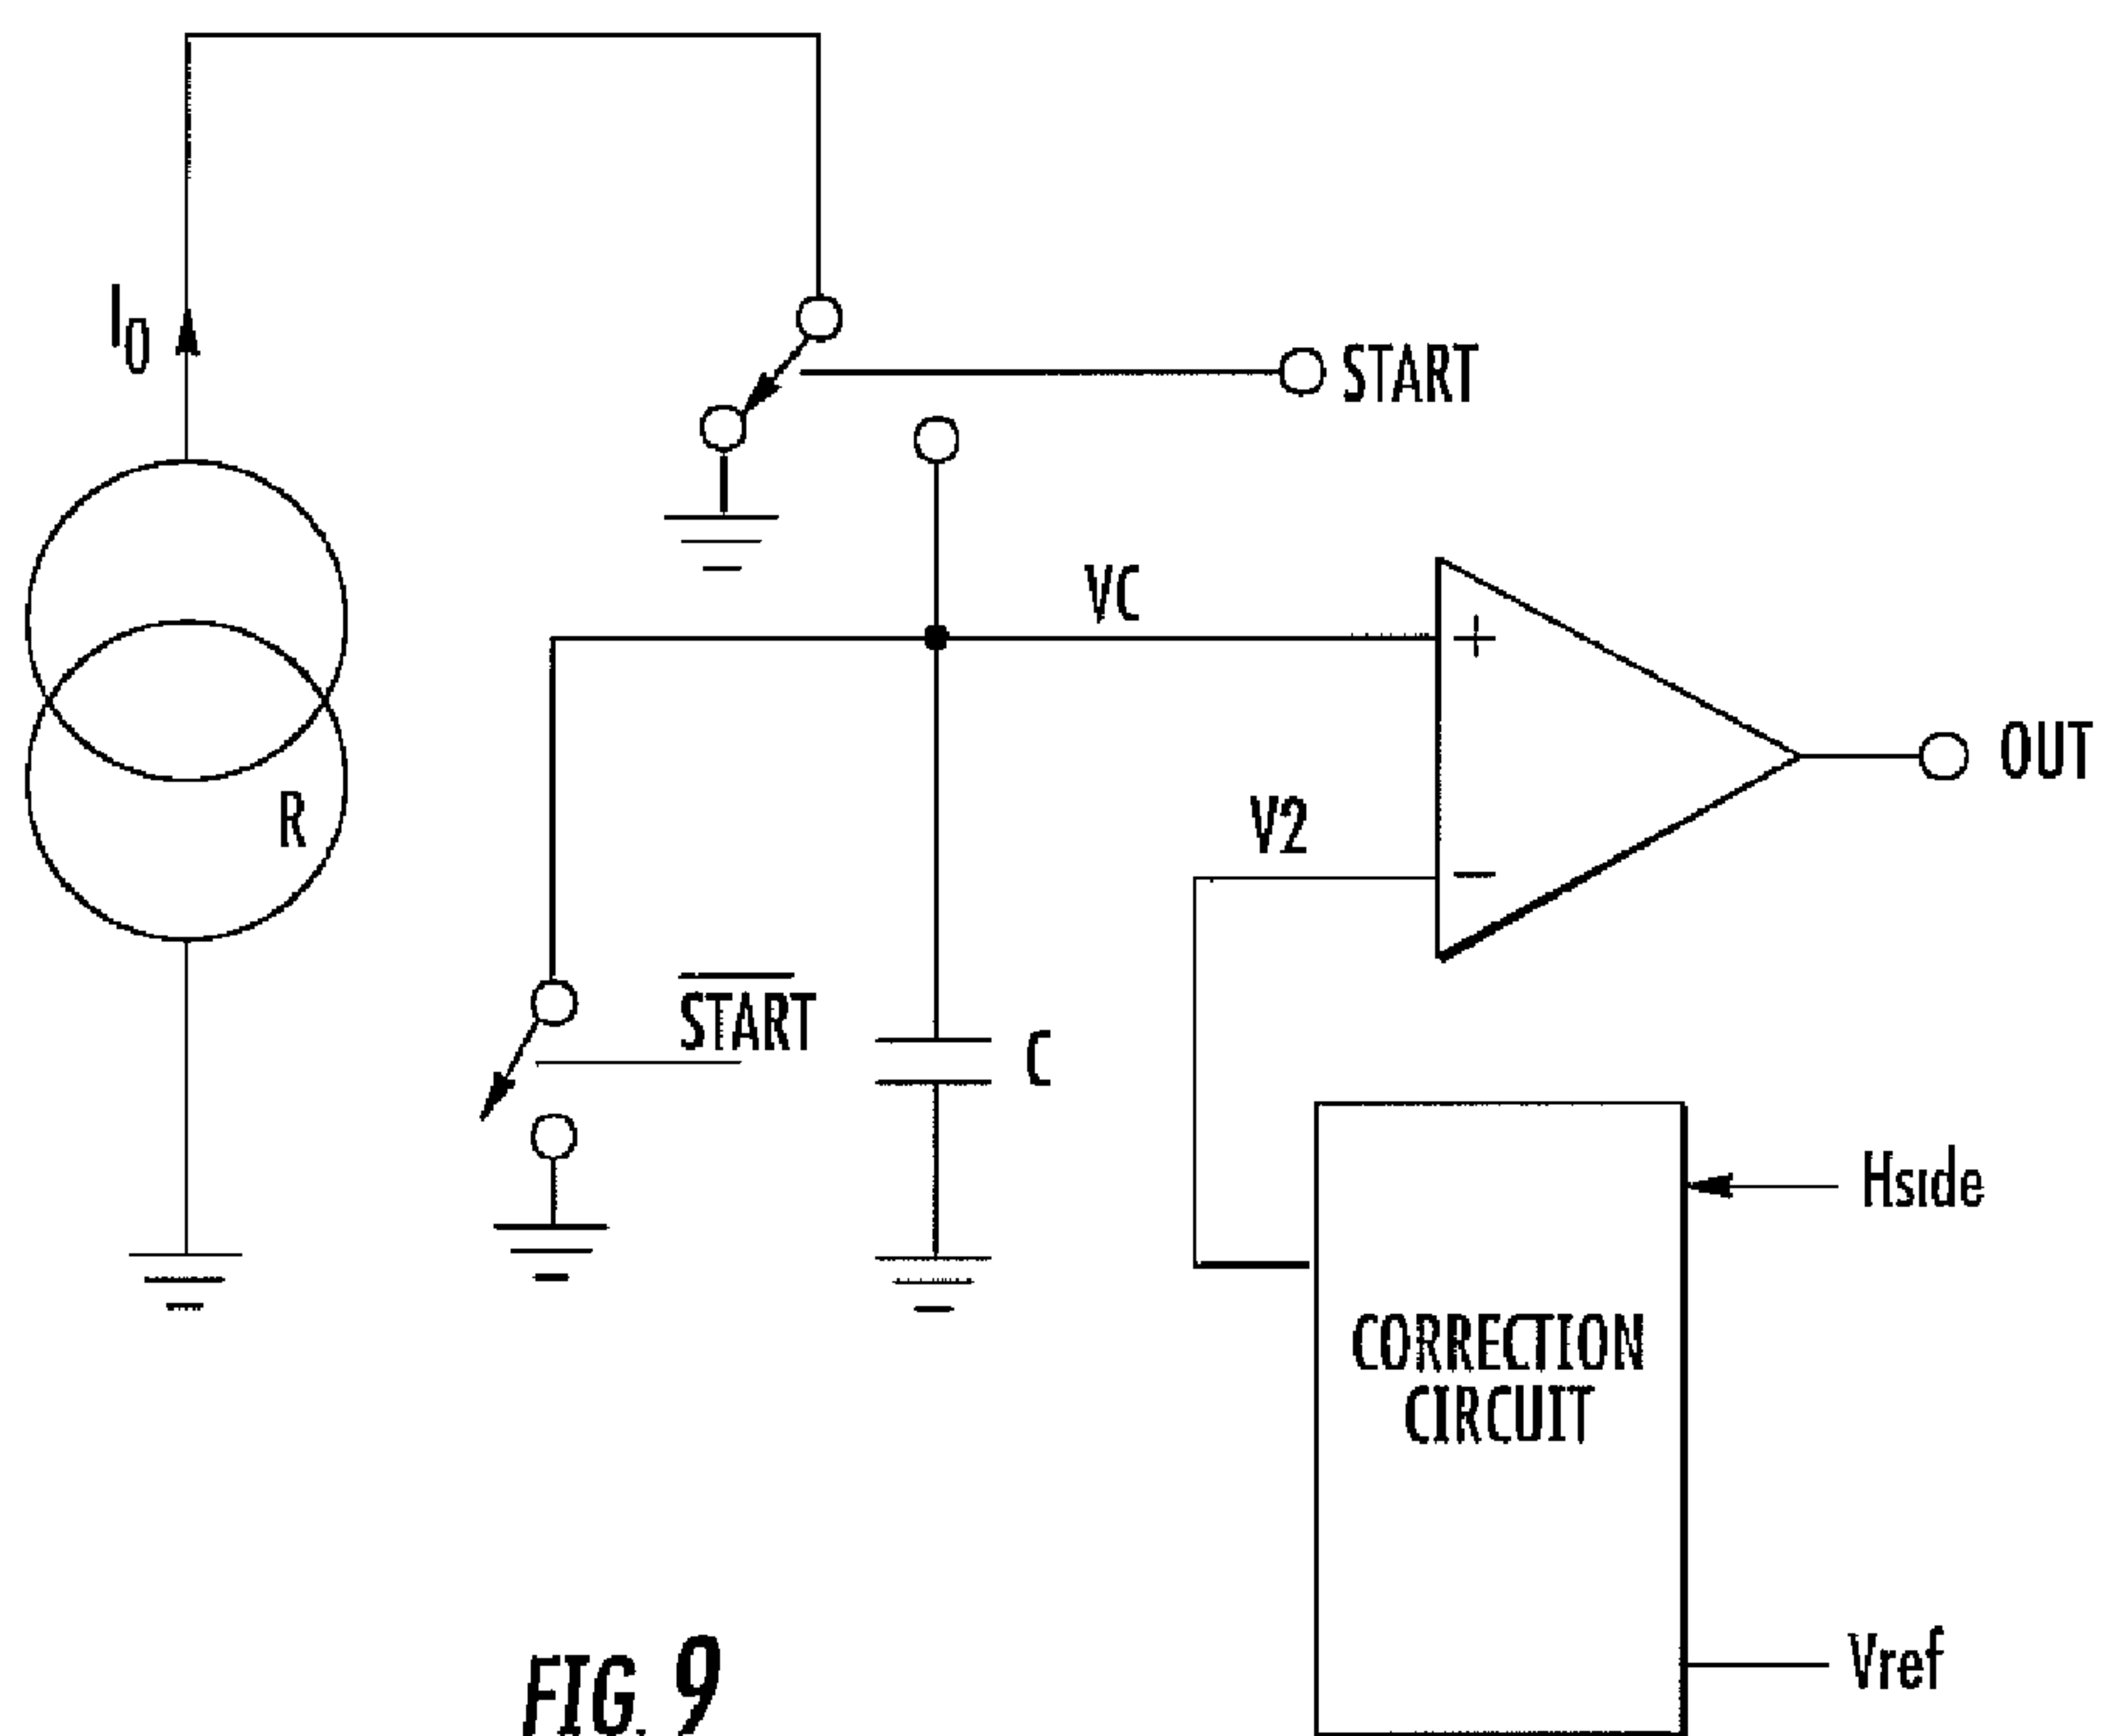 I0
START
VC
OUT
V2
R
START
C
Hside
CORRECTION
CIRCUIT
Vref
FIG. 9